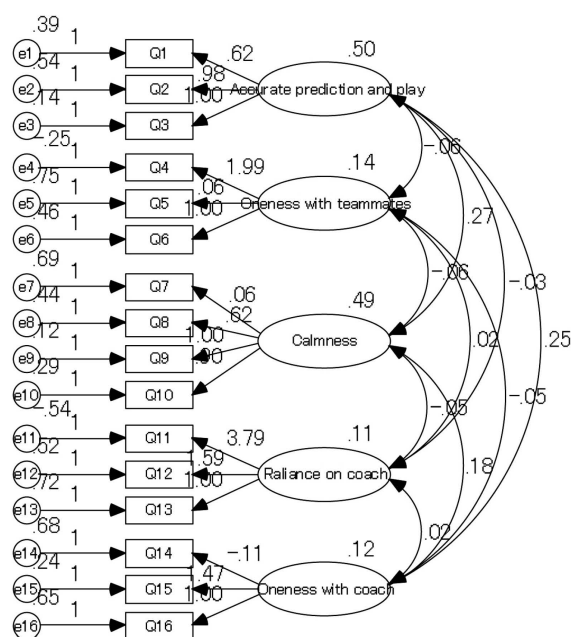 .39
1
e1
Q1
.62
.50
.54
1
e2
Q2
.98
Accurate prediction and play
.14
1
e3
Q3
1.00
-.25
1
e4
Q4
1.99
.14
-.06
.75
1
e5
Q5
.06
Oneness with teammates
.46
1
e6
Q6
1.00
.27
.69
1
e7
Q7
.06
.49
-.06
-.03
.44
1
e8
Q8
.62
.12
1
e9
Q9
1.00
Calmness
.02
.25
.29
1
e10
Q10
.90
-.54
1
e11
Q11
3.79
.11
-.05
-.05
.52
1
e12
Q12
1.59
Raliance on coach
.18
.72
1
e13
Q13
1.00
.68
1
e14
Q14
-.11
.12
.02
.24
1
e15
Q15
1.47
Oneness with coach
.65
1
e16
Q16
1.00